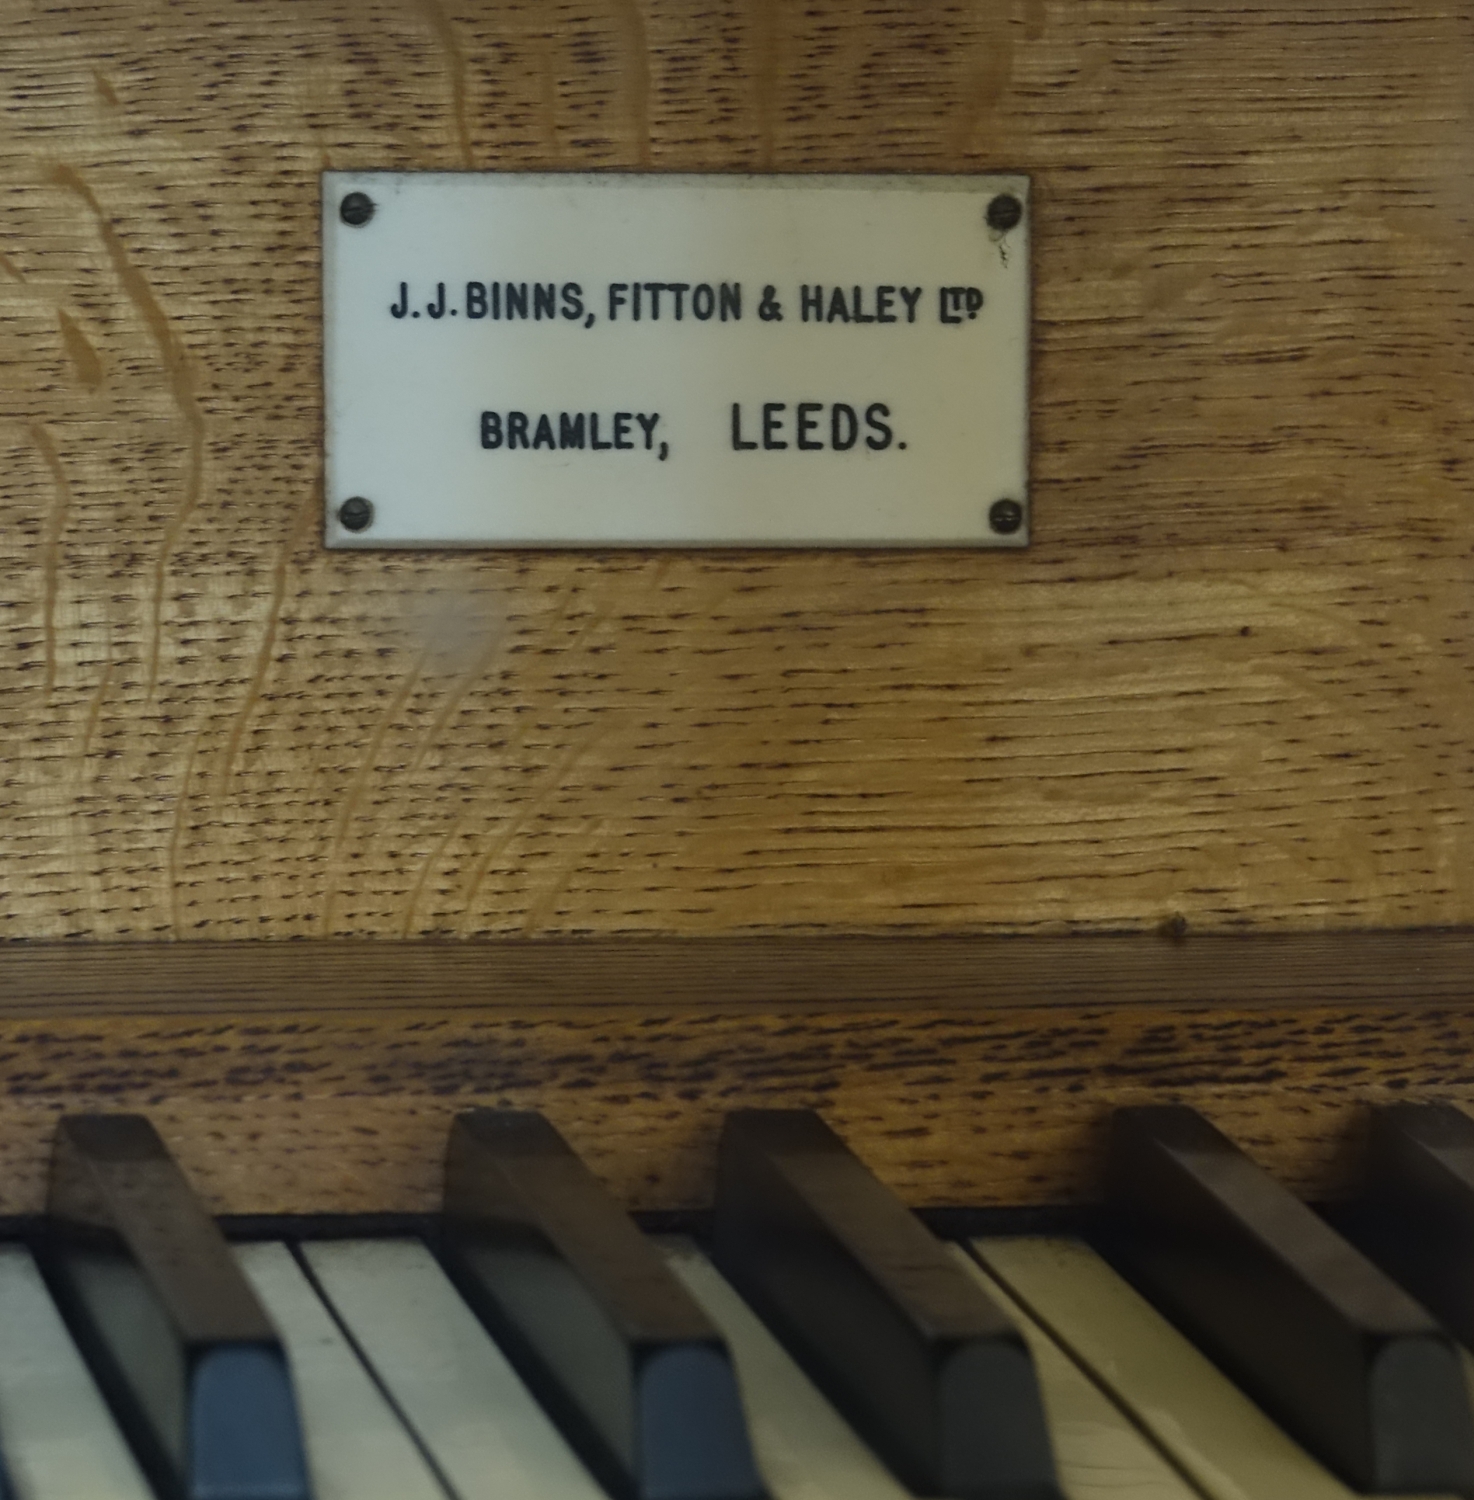 J.J.BINNS, FITTON & HALEY LTD
BRAMLEY, LEEDS.